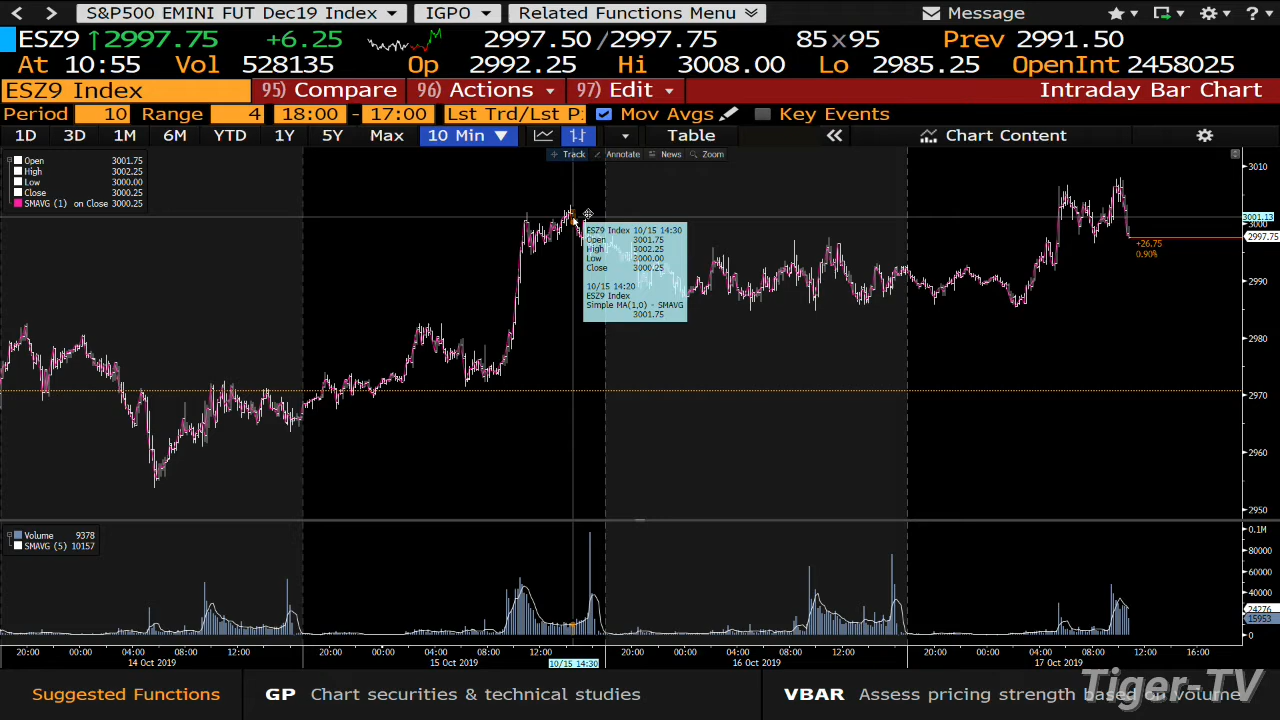 S&P500 EMINI FUT Dec19 Index IGPO Related Functions Menu Message
ESZ9 ↑2997.75 +6.25 2997.50 /2997.75 85×95 Prev 2991.50
At 10:55 Vol 528135 Op 2992.25 Hi 3008.00 Lo 2985.25 OpenInt 2458025
ESZ9 Index 95) Compare 96) Actions 97) Edit Intraday Bar Chart
Period 10 Range 4 18:00 - 17:00 Lst Trd/Lst P: Mov Avgs Key Events
1D 3D 1M 6M YTD 1Y 5Y Max 10 Min ▼ Table Chart Content
Track Annotate News Zoom
Open 3001.75
High 3002.25
Low 3000.00
Close 3000.25
SMAVG (1) on Close 3000.25
3010
3001.13
3000
2997.75
2990
2980
2970
2960
2950
+26.75
0.90%
ESZ9 Index 10/15 14:30
Open 3001.75
High 3002.25
Low 3000.00
Close 3000.25
10/15 14:20
ESZ9 Index
Simple MA(1,0) - SMAVG
3001.75
Volume 9378
SMAVG (5) 10157
0.1M
80000
60000
40000
24276
15953
0
20:00 00:00 04:00 08:00 12:00 20:00 00:00 04:00 08:00 12:00 20:00 00:00 04:00 08:00 12:00 20:00 00:00 04:00 08:00 12:00 16:00
14 Oct 2019 15 Oct 2019 10/15 14:30 16 Oct 2019 17 Oct 2019
Suggested Functions GP Chart securities & technical studies VBAR Assess pricing strength based on volume
Tiger-TV